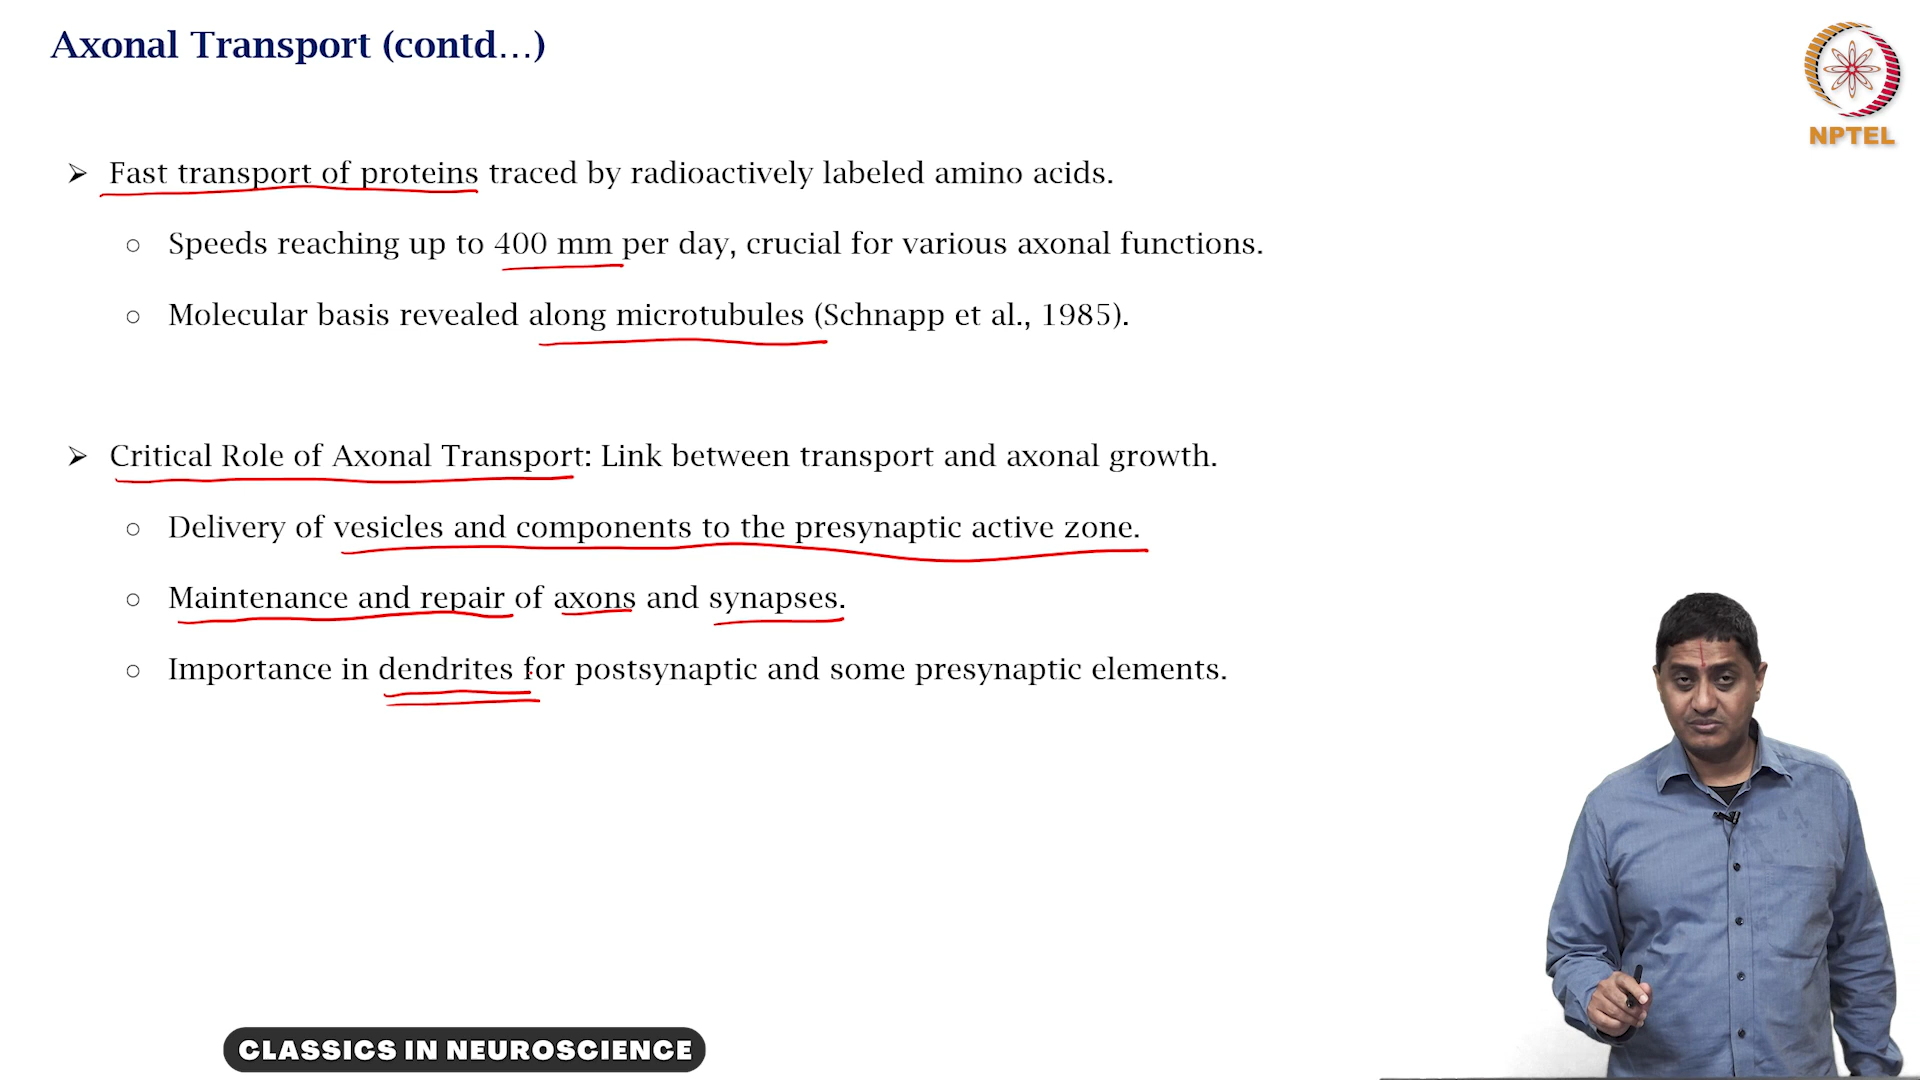 Axonal Transport (contd...)
NPTEL
➢ Fast transport of proteins traced by radioactively labeled amino acids.
○ Speeds reaching up to 400 mm per day, crucial for various axonal functions.
○ Molecular basis revealed along microtubules (Schnapp et al., 1985).
➢ Critical Role of Axonal Transport: Link between transport and axonal growth.
○ Delivery of vesicles and components to the presynaptic active zone.
○ Maintenance and repair of axons and synapses.
○ Importance in dendrites for postsynaptic and some presynaptic elements.
CLASSICS IN NEUROSCIENCE